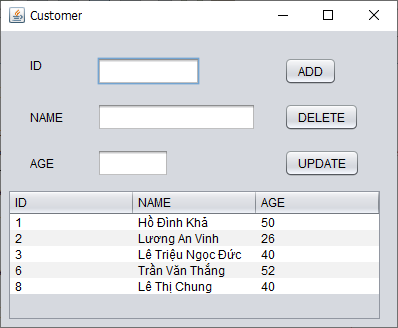 Customer
ID
ADD
NAME
DELETE
AGE
UPDATE
ID NAME AGE
1 Hồ Đình Khả 50
2 Lương An Vinh 26
3 Lê Triệu Ngọc Đức 40
6 Trần Văn Thắng 52
8 Lê Thị Chung 40